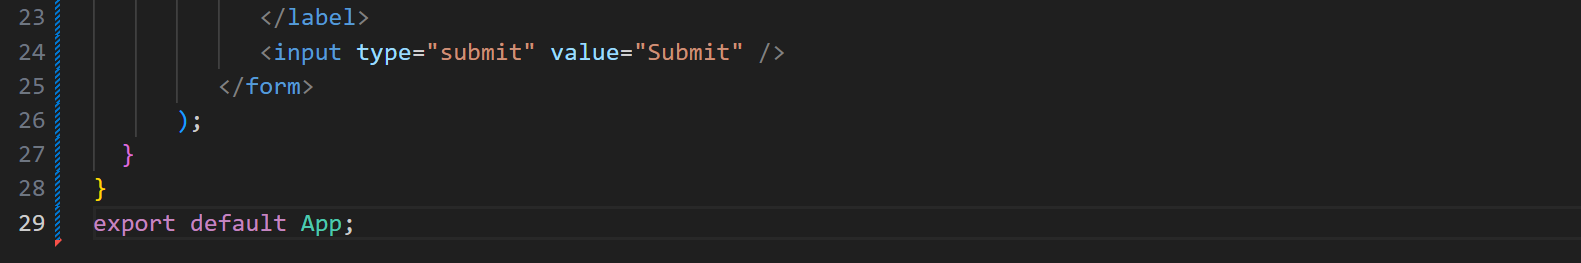 23 </label>
24 <input type="submit" value="Submit" />
25 </form>
26 );
27 }
28 }
29 export default App;